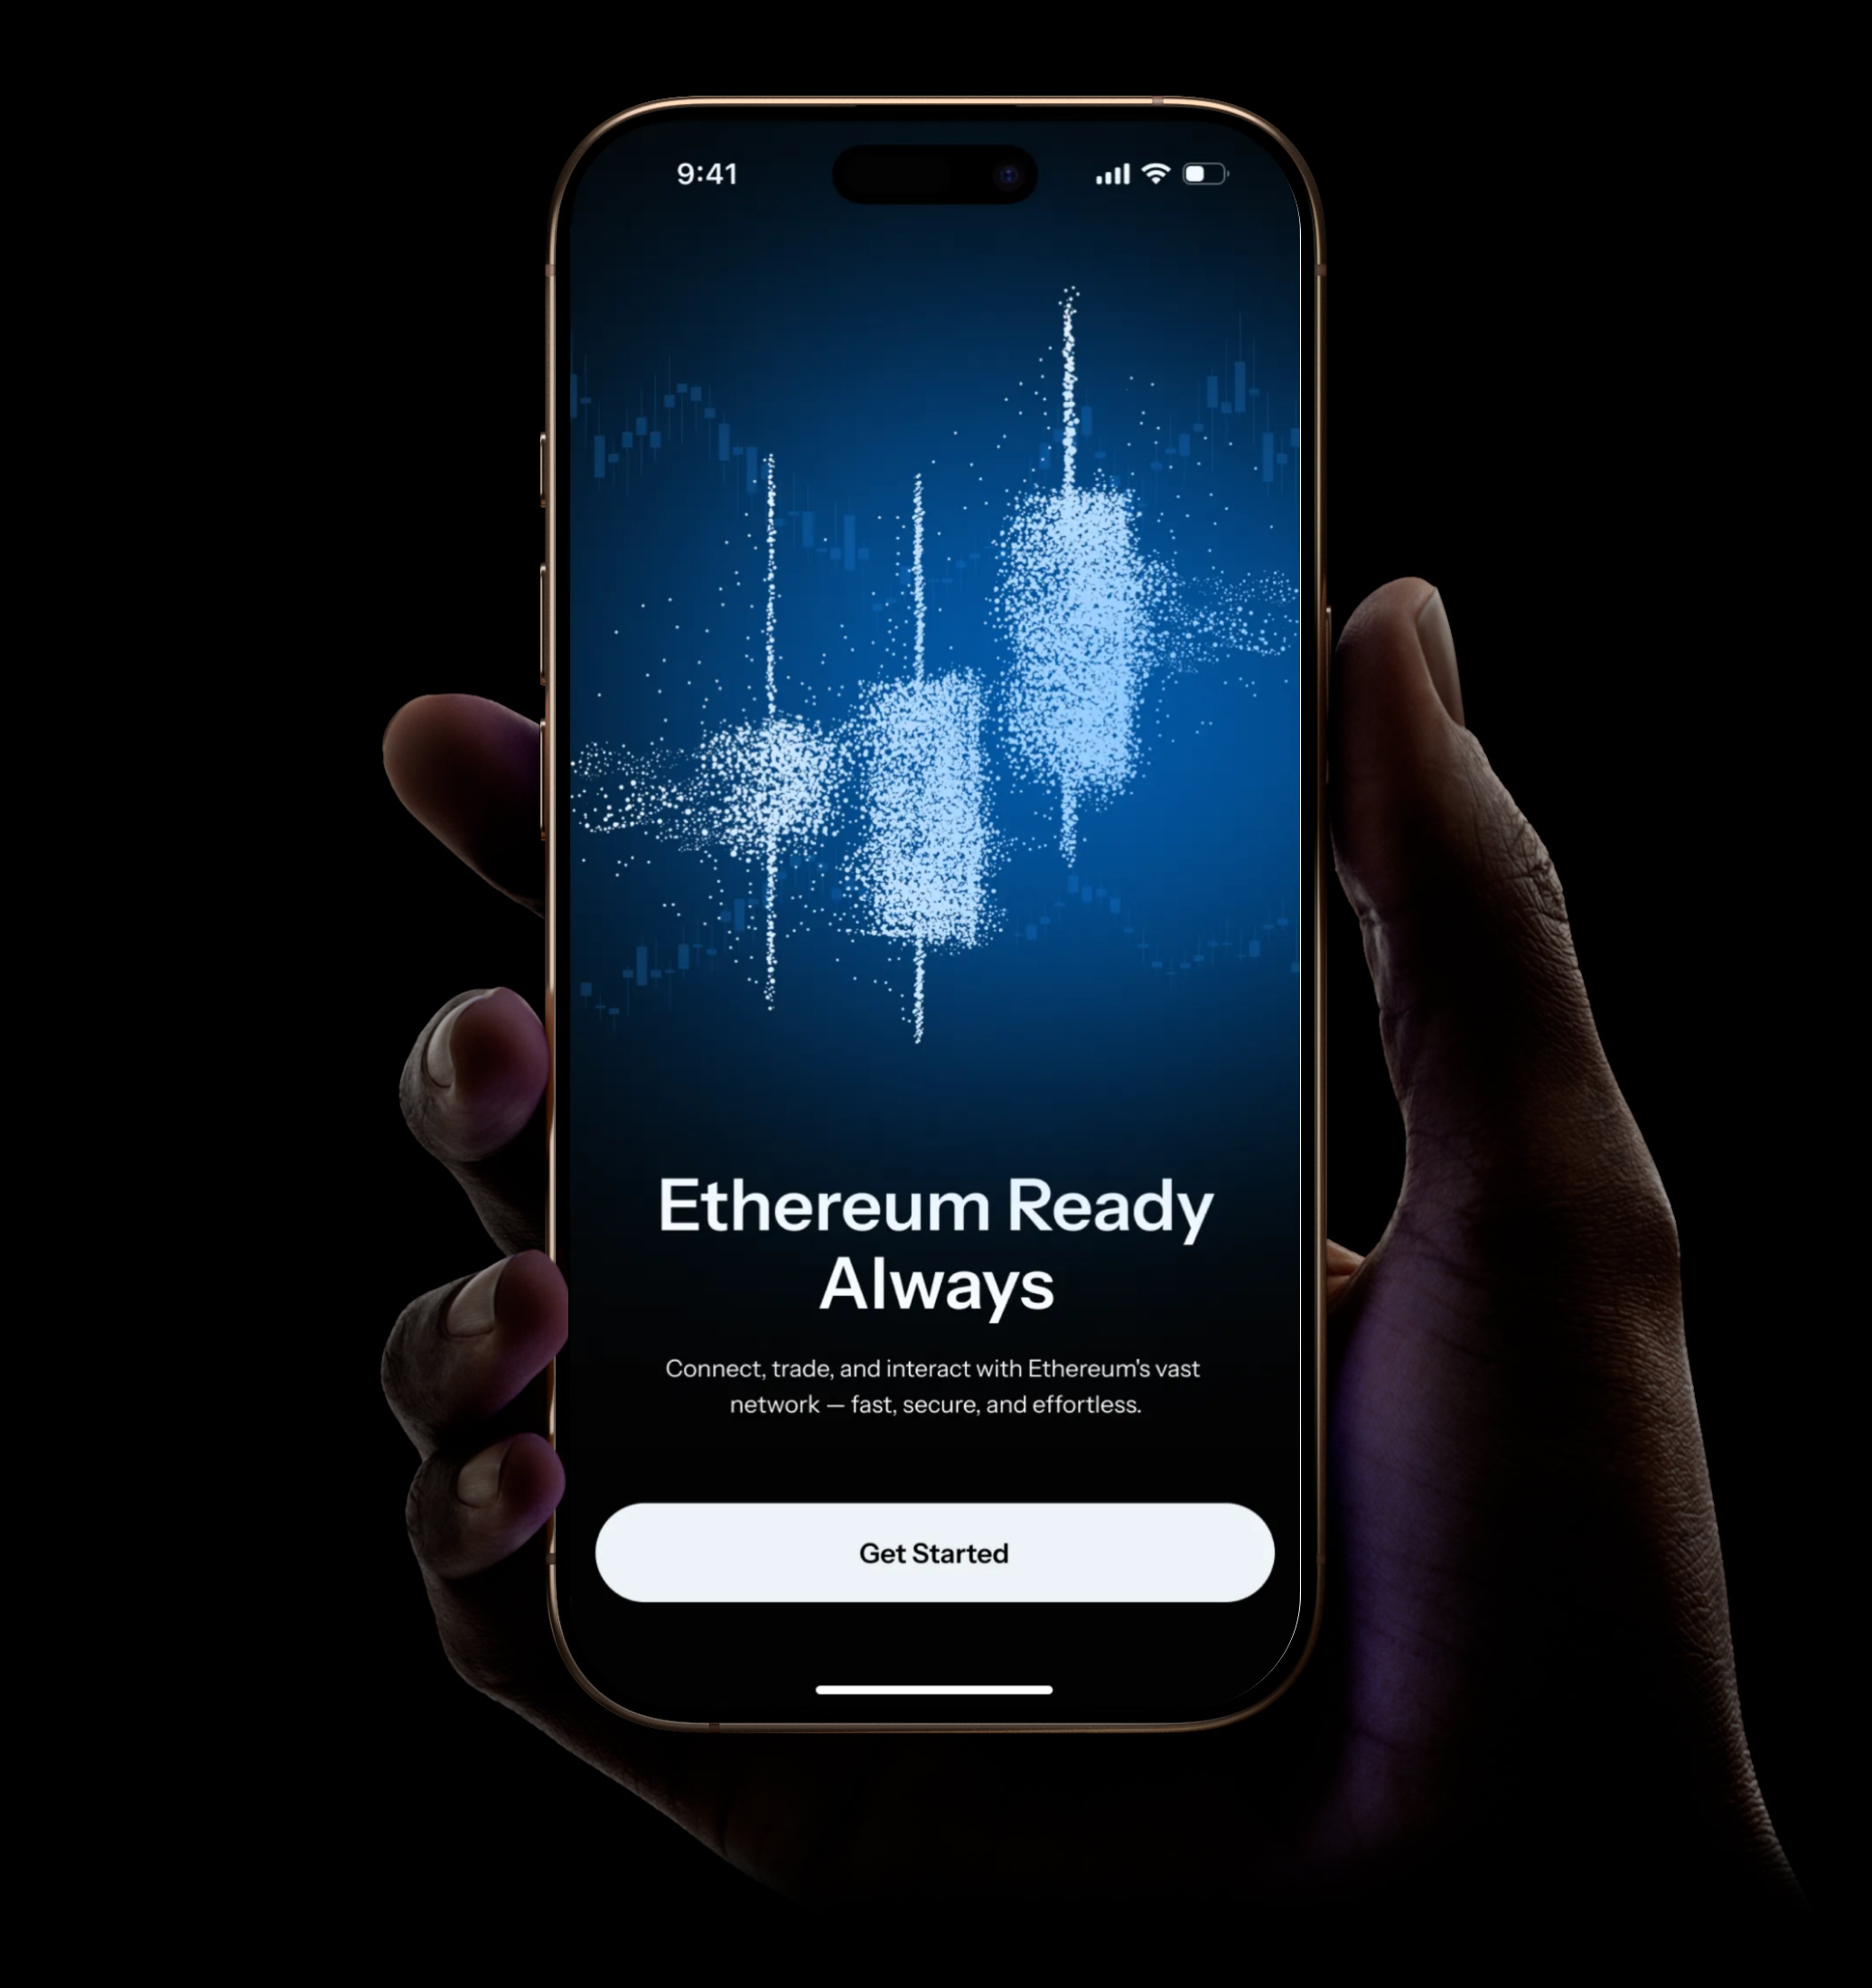 9:41
Ethereum Ready
Always
Connect, trade, and interact with Ethereum's vast
network — fast, secure, and effortless.
Get Started